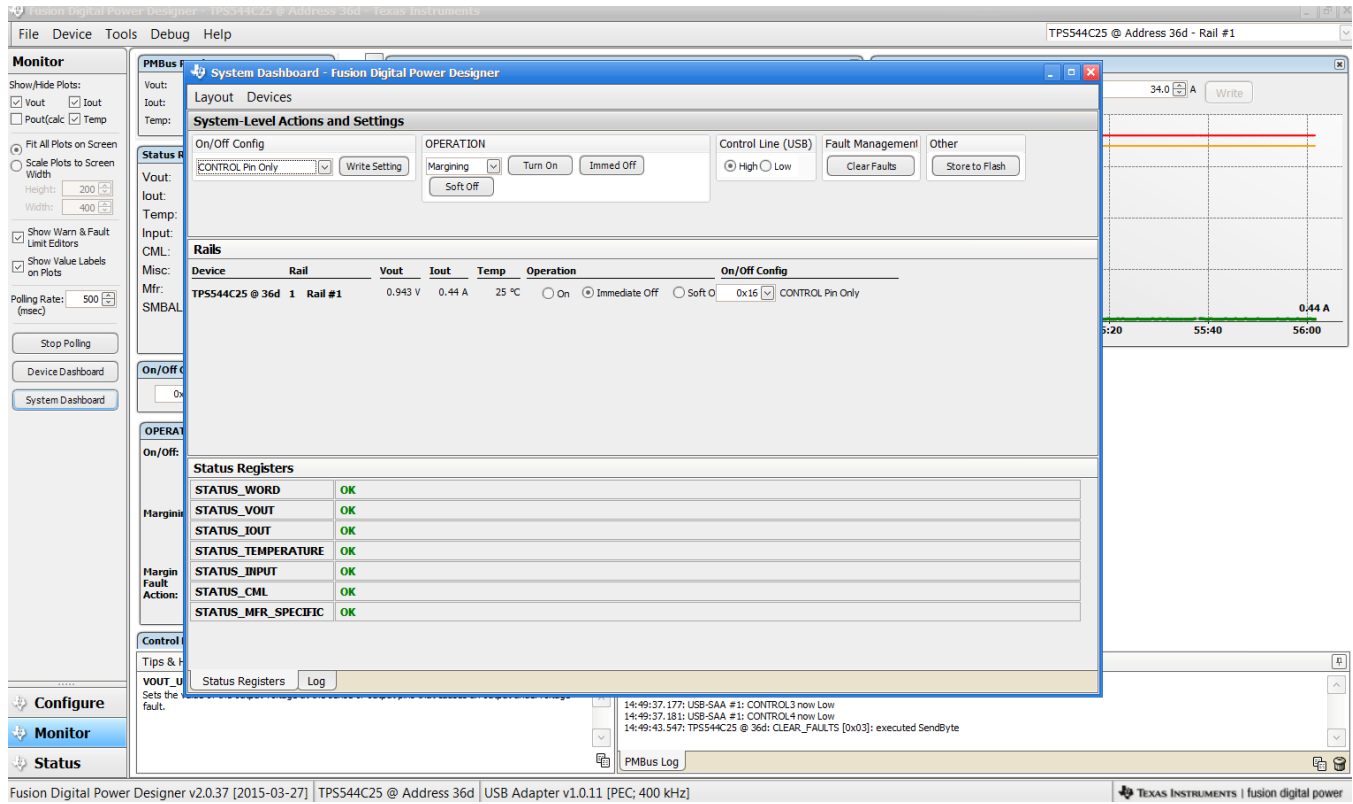 Fusion Digital Power Designer - TPS544C25 @ Address 36d - Texas Instruments
File Device Tools Debug Help
TPS544C25 @ Address 36d - Rail #1
Monitor
Show/Hide Plots:
Vout Iout
Pout(calc Temp
Fit All Plots on Screen
Scale Plots to Screen
Width
Height: 200
Width: 400
Show Warn & Fault
Limit Editors
Show Value Labels
on Plots
Polling Rate: 500
(msec)
Stop Polling
Device Dashboard
System Dashboard
Configure
Monitor
Status
PMBus
Vout:
Iout:
Temp:
Status R
Vout:
Iout:
Temp:
Input:
CML:
Misc:
Mfr:
SMBAL
On/Off C
0x
OPERAT
On/Off:
Marginin
Margin
Fault
Action:
Control
System Dashboard - Fusion Digital Power Designer
Layout Devices
System-Level Actions and Settings
On/Off Config
CONTROL Pin Only Write Setting
OPERATION
Margining Turn On Immed Off
Soft Off
Control Line (USB)
High Low
Fault Management
Clear Faults
Other
Store to Flash
Rails
Device Rail Vout Iout Temp Operation On/Off Config
TPS544C25 @ 36d 1 Rail #1 0.943 V 0.44 A 25 °C On Immediate Off Soft O 0x16 CONTROL Pin Only
Status Registers
STATUS_WORD OK
STATUS_VOUT OK
STATUS_IOUT OK
STATUS_TEMPERATURE OK
STATUS_INPUT OK
STATUS_CML OK
STATUS_MFR_SPECIFIC OK
Status Registers Log
34.0 A Write
0.44 A
5:20 55:40 56:00
Tips & H
VOUT_U
fault.
14:49:37.177: USB-SAA #1: CONTROL3 now Low
14:49:37.181: USB-SAA #1: CONTROL4 now Low
14:49:43.547: TPS544C25 @ 36d: CLEAR_FAULTS [0x03]: executed SendByte
PMBus Log
Fusion Digital Power Designer v2.0.37 [2015-03-27] TPS544C25 @ Address 36d USB Adapter v1.0.11 [PEC; 400 kHz]
TEXAS INSTRUMENTS | fusion digital power